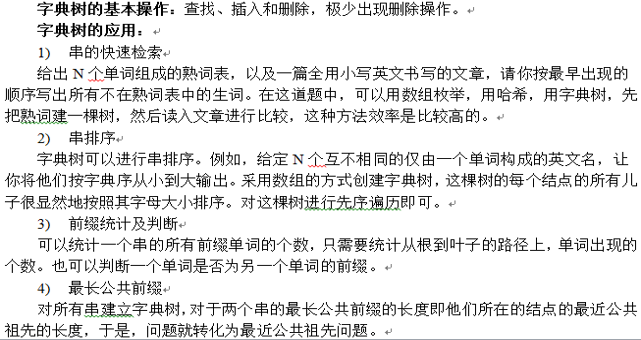 字典树的基本操作：查找、插入和删除，极少出现删除操作。
字典树的应用：
1) 串的快速检索
给出 N 个单词组成的熟词表，以及一篇全用小写英文书写的文章，请你按最早出现的
顺序写出所有不在熟词表中的生词。在这道题中，可以用数组枚举，用哈希，用字典树，先
把熟词建一棵树，然后读入文章进行比较，这种方法效率是比较高的。
2) 串排序
字典树可以进行串排序。例如，给定 N 个互不相同的仅由一个单词构成的英文名，让
你将他们按字典序从小到大输出。采用数组的方式创建字典树，这棵树的每个结点的所有儿
子很显然地按照其字母大小排序。对这棵树进行先序遍历即可。
3) 前缀统计及判断
可以统计一个串的所有前缀单词的个数，只需要统计从根到叶子的路径上，单词出现的
个数。也可以判断一个单词是否为另一个单词的前缀。
4) 最长公共前缀
对所有串建立字典树，对于两个串的最长公共前缀的长度即他们所在的结点的最近公共
祖先的长度，于是，问题就转化为最近公共祖先问题。